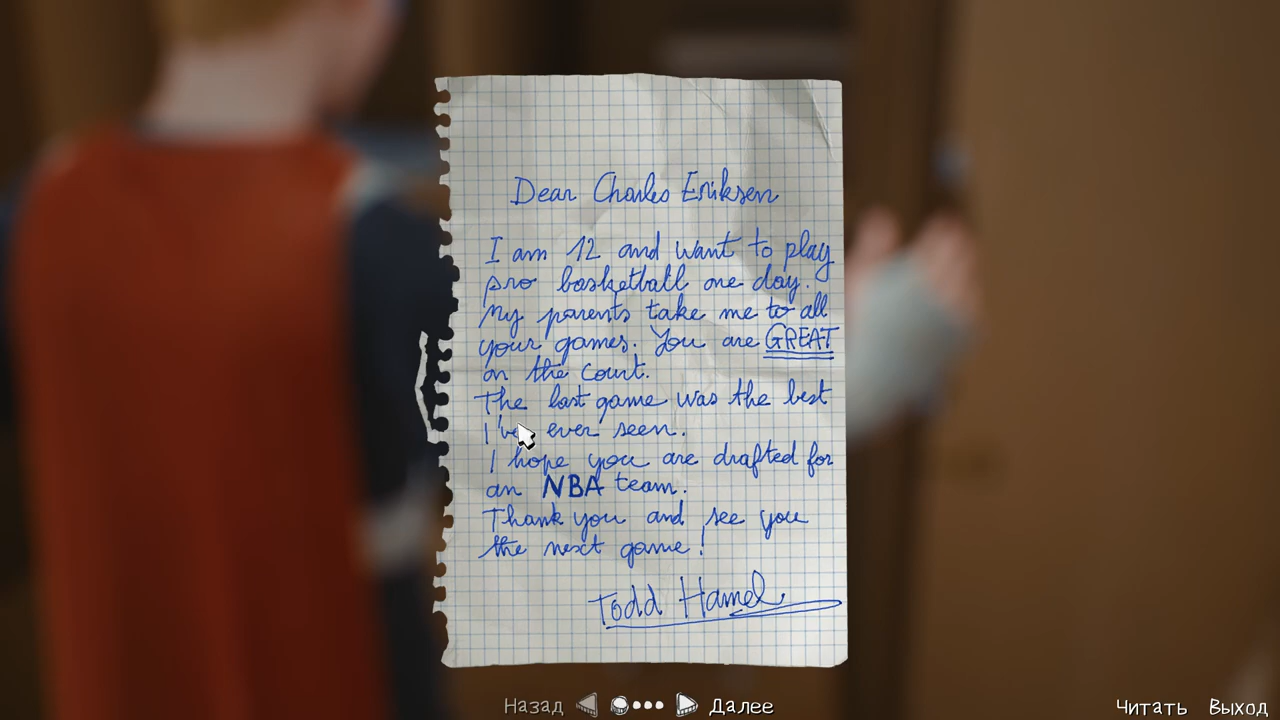 Dear Charles Eriksen
I am 12 and want to play
pro basketball one day.
My parents take me to all
your games. You are GREAT
on the court.
The last game was the best
I've ever seen.
I hope you are drafted for
an NBA team.
Thank you and see you
the next game!
Todd Hamel
Назад Далее Читать Выход